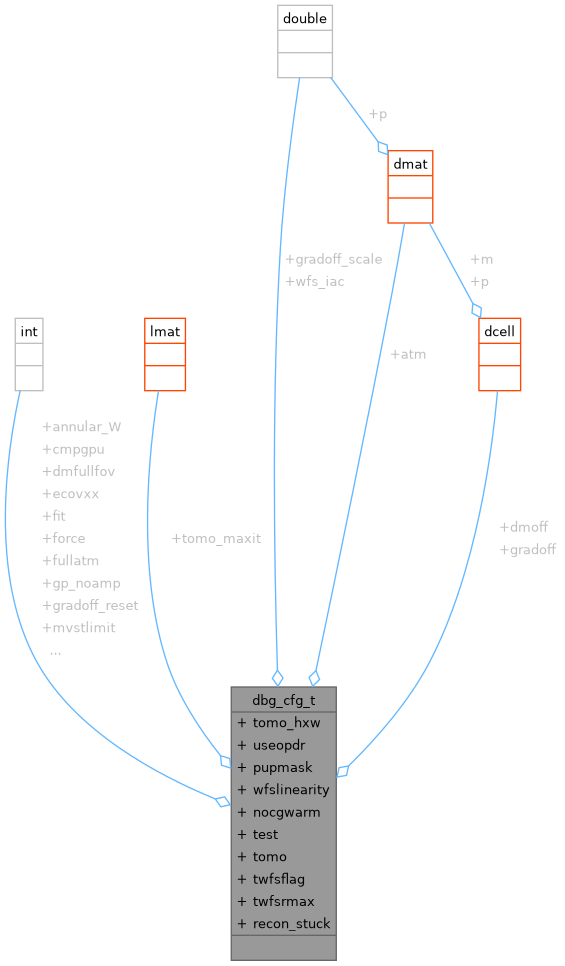 double
+p
dmat
+gradoff_scale
+wfs_iac
+m
+p
int
lmat
dcell
+atm
+annular_W
+cmpgpu
+dmfullfov
+ecovxx
+fit
+force
+fullatm
+gp_noamp
+gradoff_reset
+mvstlimit
...
+tomo_maxit
+dmoff
+gradoff
dbg_cfg_t
+ tomo_hxw
+ useopdr
+ pupmask
+ wfslinearity
+ nocgwarm
+ test
+ tomo
+ twfsflag
+ twfsrmax
+ recon_stuck